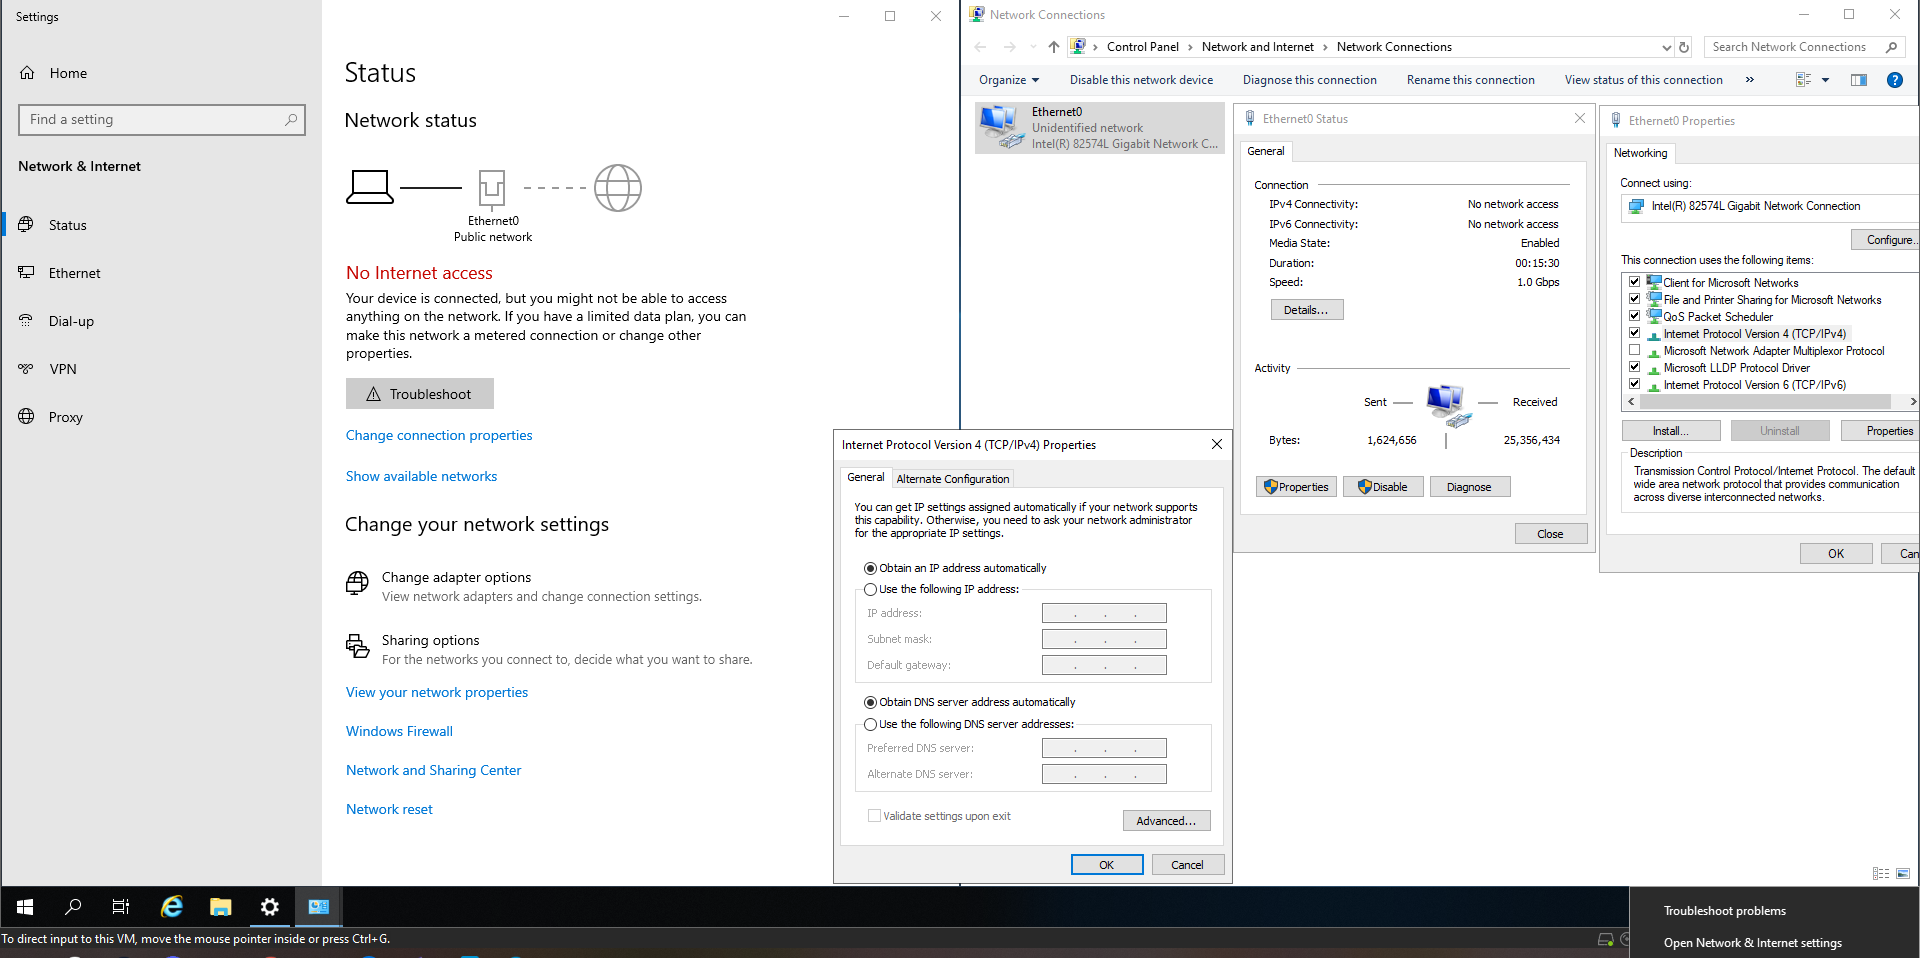 Settings
Home
Find a setting
Network & Internet
Status
Ethernet
Dial-up
VPN
Proxy
Status
Network status
Ethernet0
Public network
No Internet access
Your device is connected, but you might not be able to access
anything on the network. If you have a limited data plan, you can
make this network a metered connection or change other
properties.
Troubleshoot
Change connection properties
Show available networks
Change your network settings
Change adapter options
View network adapters and change connection settings.
Sharing options
For the networks you connect to, decide what you want to share.
View your network properties
Windows Firewall
Network and Sharing Center
Network reset
Network Connections
Control Panel > Network and Internet > Network Connections
Search Network Connections
Organize
Disable this network device
Diagnose this connection
Rename this connection
View status of this connection
»
Ethernet0
Unidentified network
Intel(R) 82574L Gigabit Network C...
Ethernet0 Status
General
Connection
IPv4 Connectivity: No network access
IPv6 Connectivity: No network access
Media State: Enabled
Duration: 00:15:30
Speed: 1.0 Gbps
Details...
Activity
Sent
Received
Bytes: 1,624,656 25,356,434
Properties
Disable
Diagnose
Close
Ethernet0 Properties
Networking
Connect using:
Intel(R) 82574L Gigabit Network Connection
Configure..
This connection uses the following items:
Client for Microsoft Networks
File and Printer Sharing for Microsoft Networks
QoS Packet Scheduler
Internet Protocol Version 4 (TCP/IPv4)
Microsoft Network Adapter Multiplexor Protocol
Microsoft LLDP Protocol Driver
Internet Protocol Version 6 (TCP/IPv6)
Install...
Uninstall
Properties
Description
Transmission Control Protocol/Internet Protocol. The default
wide area network protocol that provides communication
across diverse interconnected networks.
OK
Can
Internet Protocol Version 4 (TCP/IPv4) Properties
General
Alternate Configuration
You can get IP settings assigned automatically if your network supports
this capability. Otherwise, you need to ask your network administrator
for the appropriate IP settings.
Obtain an IP address automatically
Use the following IP address:
IP address: . . .
Subnet mask: . . .
Default gateway: . . .
Obtain DNS server address automatically
Use the following DNS server addresses:
Preferred DNS server: . . .
Alternate DNS server: . . .
Validate settings upon exit
Advanced...
OK
Cancel
To direct input to this VM, move the mouse pointer inside or press Ctrl+G.
Troubleshoot problems
Open Network & Internet settings